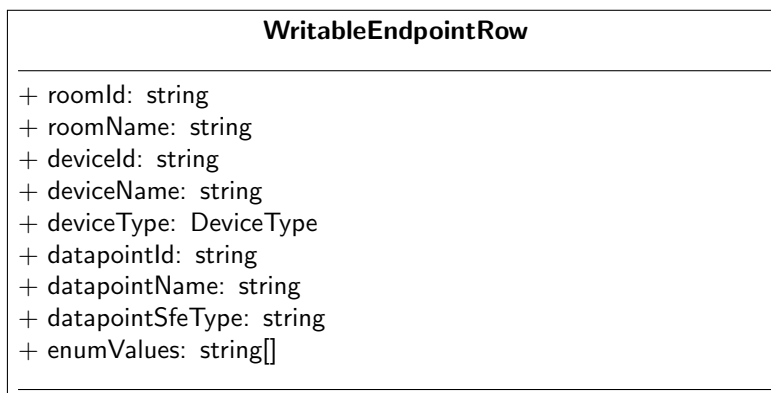 WritableEndpointRow
+ roomId: string
+ roomName: string
+ deviceId: string
+ deviceName: string
+ deviceType: DeviceType
+ datapointId: string
+ datapointName: string
+ datapointSfeType: string
+ enumValues: string[]